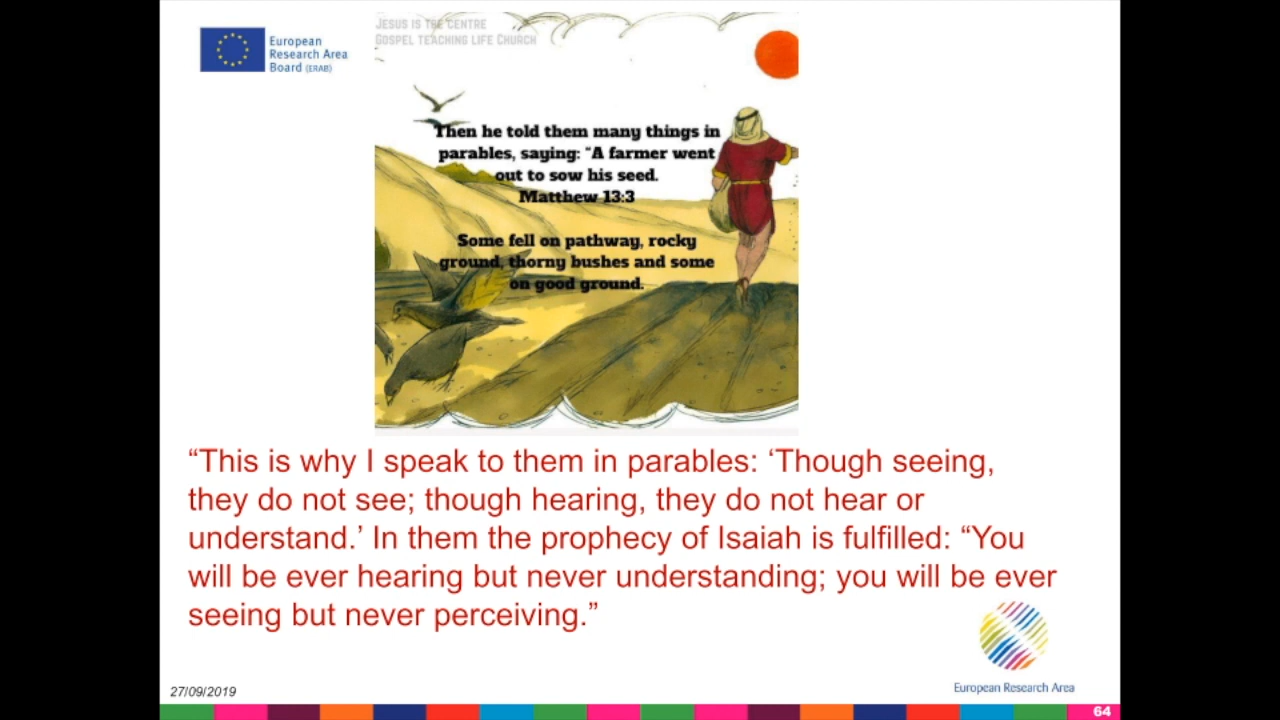 European
Research Area
Board (ERAB)
JESUS IS THE CENTRE
GOSPEL TEACHING LIFE CHURCH
Then he told them many things in
parables, saying: "A farmer went
out to sow his seed.
Matthew 13:3
Some fell on pathway, rocky
ground, thorny bushes and some
on good ground.
“This is why I speak to them in parables: ‘Though seeing,
they do not see; though hearing, they do not hear or
understand.’ In them the prophecy of Isaiah is fulfilled: “You
will be ever hearing but never understanding; you will be ever
seeing but never perceiving.”
European Research Area
27/09/2019
64